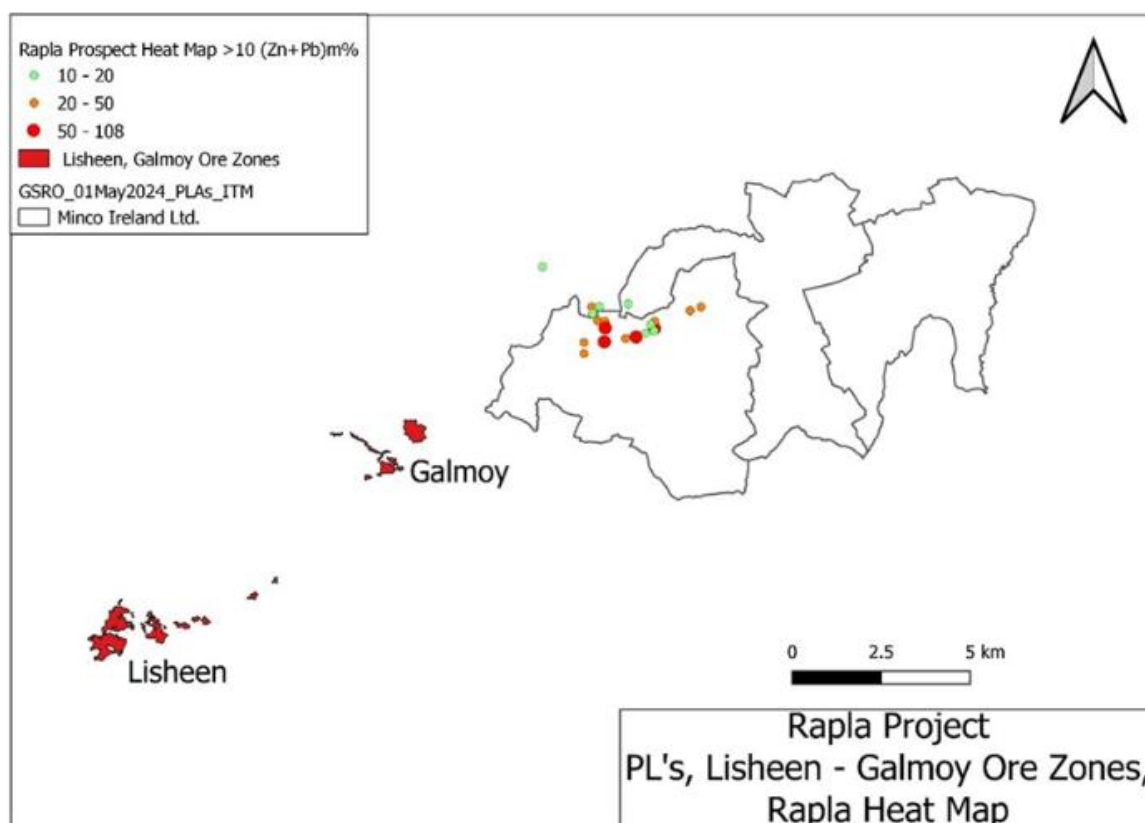 Rapla Prospect Heat Map >10 (Zn+Pb)m%
10 - 20
20 - 50
50 - 108
Lisheen, Galmoy Ore Zones
GSRO_01May2024_PLAs_ITM
Minco Ireland Ltd.
Galmoy
Lisheen
0 2.5 5 km
Rapla Project
PL's, Lisheen - Galmoy Ore Zones,
Rapla Heat Map